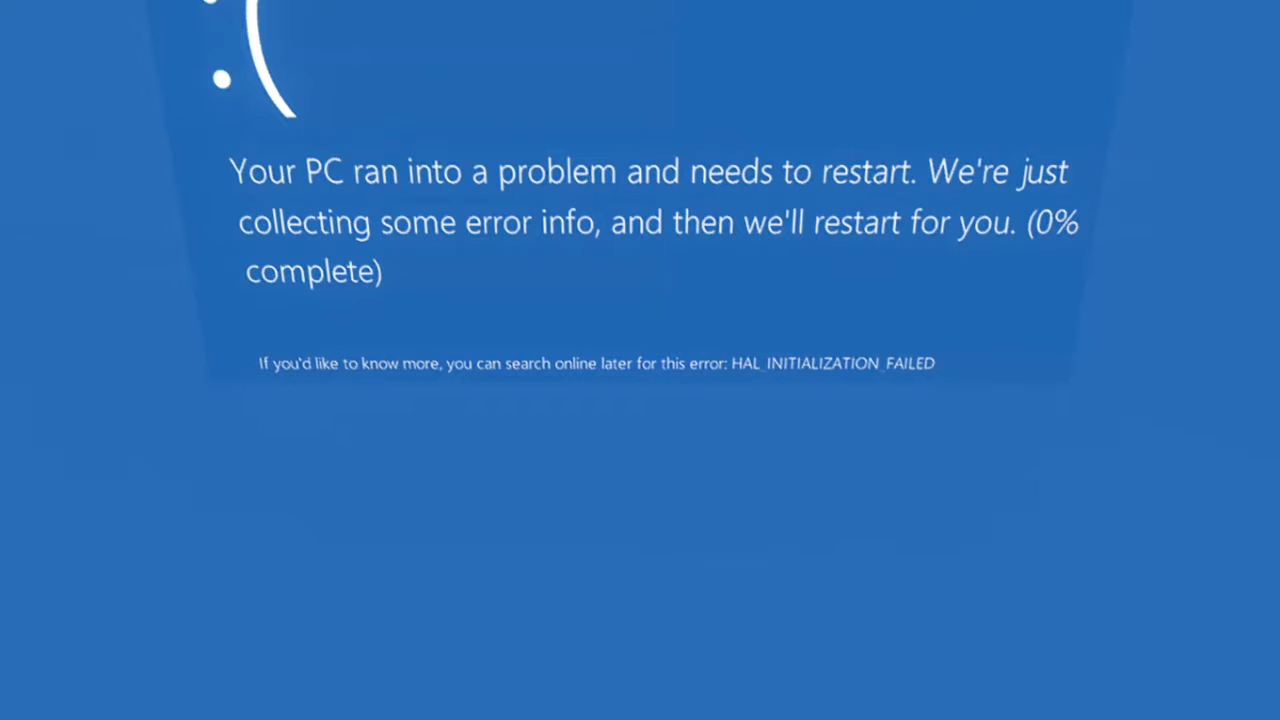 :(
Your PC ran into a problem and needs to restart. We're just
collecting some error info, and then we'll restart for you. (0%
complete)
If you'd like to know more, you can search online later for this error: HAL_INITIALIZATION_FAILED